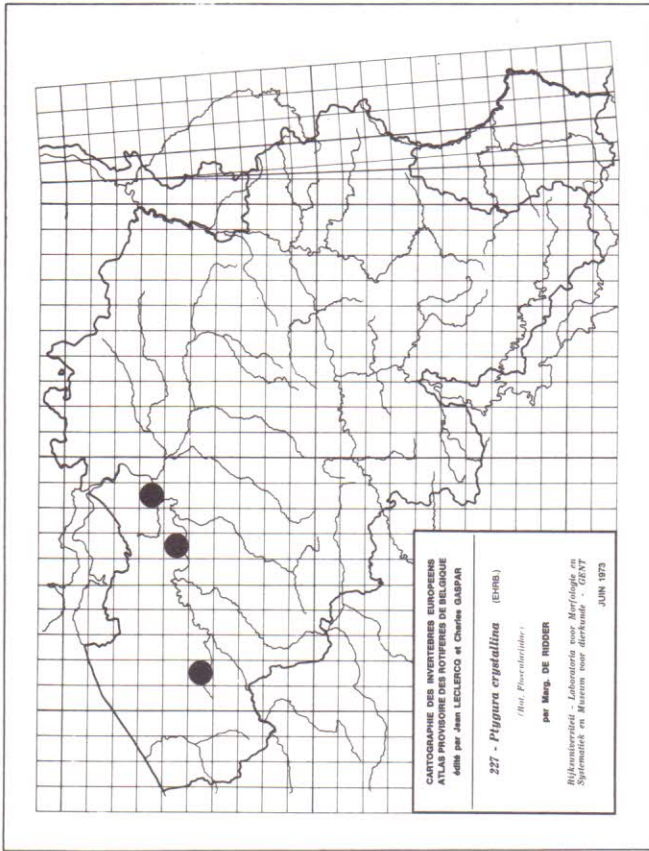 CARTOGRAPHIE DES INVERTEBRES EUROPEENS
ATLAS PROVISOIRE DES ROTIFERES DE BELGIQUE
édité par Jean LECLERCQ et Charles GASPAR
227 - Ptygura crystallina (EHRB.)
(Rot. Flosculariidae)
par Marg. DE RIDDER
Rijksuniversiteit - Laboratoria voor Morfologie en
Systematiek en Museum voor dierkunde - GENT
JUIN 1973